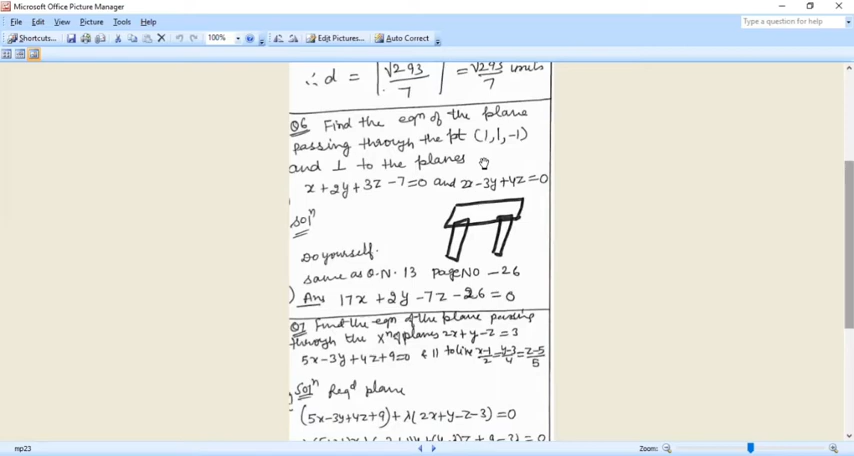 Microsoft Office Picture Manager
File Edit View Picture Tools Help
Type a question for help
Shortcuts... 100% Edit Pictures... Auto Correct
∴ d = |√293/7| = √293/7 units
Q6 Find the eqn of the plane
passing through the pt (1,1,-1)
and ⊥ to the planes
x+2y+3z-7=0 and 2x-3y+4z=0
Solⁿ
Do yourself.
same as Q.N. 13 page No - 26
Ans 17x+2y-7z-26=0
Q7 Find the eqn of the plane passing
through the Xⁿ of planes 2x+y-z=3
5x-3y+4z+9=0 & || to line x-1/2=y-3/4=z-5/5
Solⁿ Reqᵈ plane
(5x-3y+4z+9)+λ(2x+y-z-3)=0
mp23
Zoom: